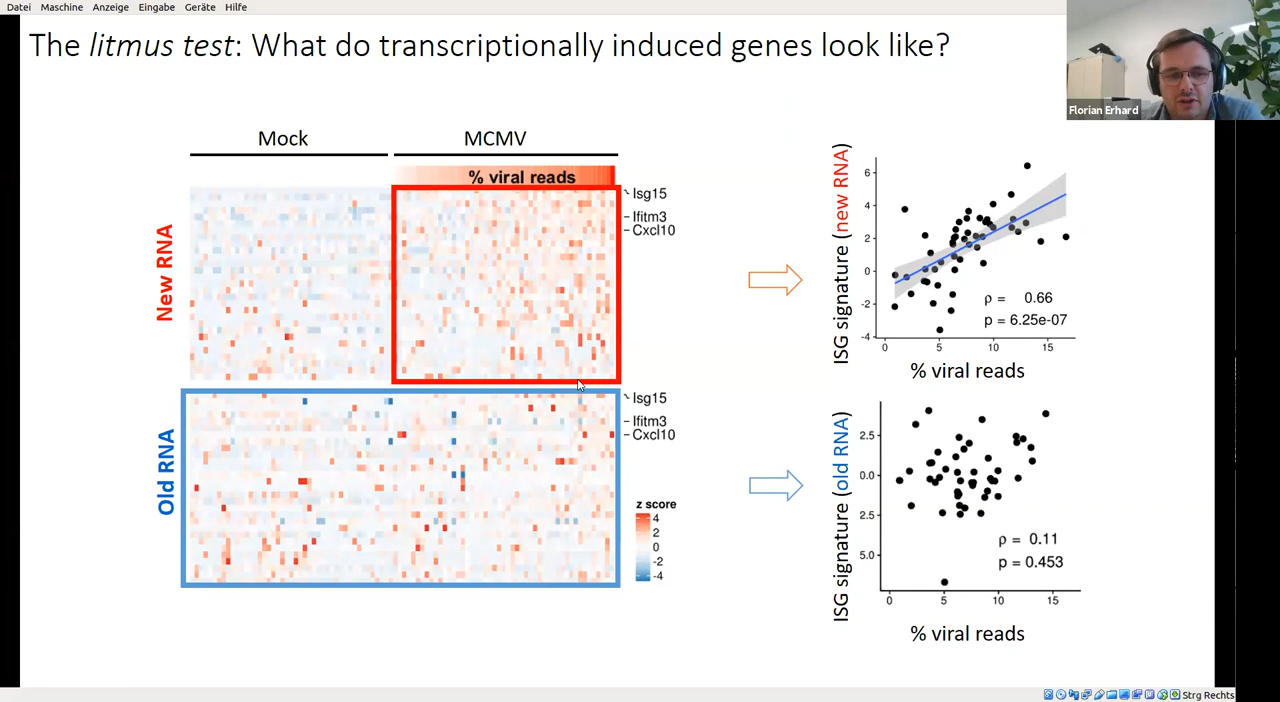 Datei Maschine Anzeige Eingabe Geräte Hilfe
The litmus test: What do transcriptionally induced genes look like?
Florian Erhard
Mock MCMV
% viral reads
New RNA
Isg15
Ifitm3
Cxcl10
Old RNA
Isg15
Ifitm3
Cxcl10
z score
4
2
0
-2
-4
ISG signature (new RNA)
6
4
2
0
-2
-4
ρ = 0.66
p = 6.25e-07
0 5 10 15
% viral reads
ISG signature (old RNA)
2.5
0.0
2.5
5.0
ρ = 0.11
p = 0.453
0 5 10 15
% viral reads
Strg Rechts